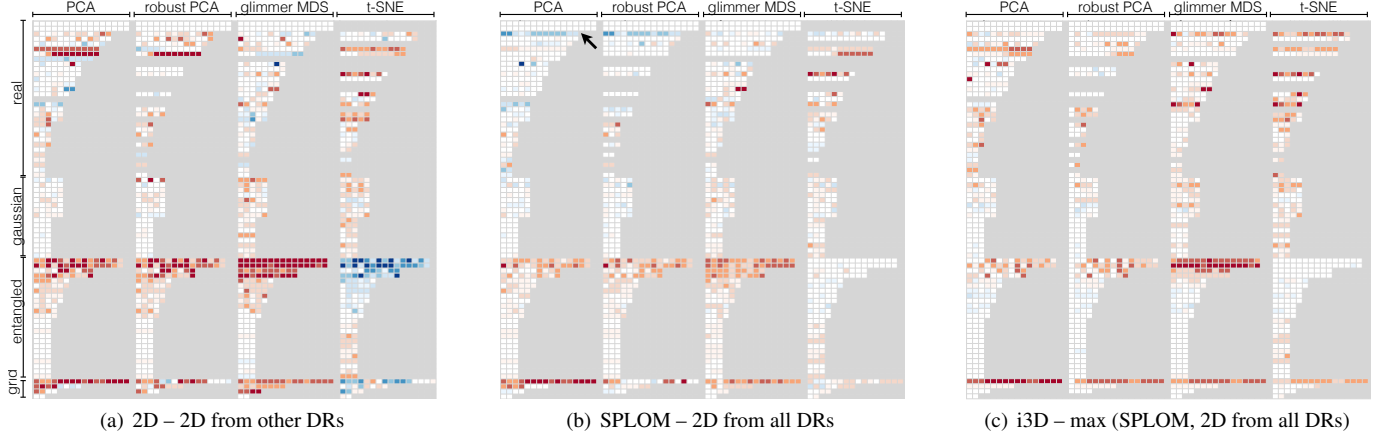 PCA robust PCA glimmer MDS t-SNE
PCA robust PCA glimmer MDS t-SNE
PCA robust PCA glimmer MDS t-SNE
real
gaussian
entangled
grid
(a) 2D – 2D from other DRs
(b) SPLOM – 2D from all DRs
(c) i3D – max (SPLOM, 2D from all DRs)